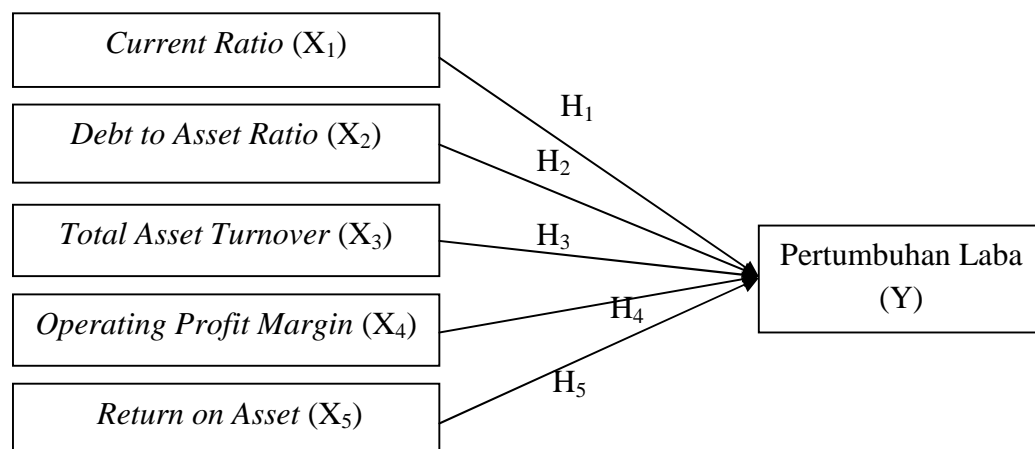 Current Ratio (X₁)
H₁
Debt to Asset Ratio (X₂)
H₂
Total Asset Turnover (X₃)
H₃
Pertumbuhan Laba
(Y)
Operating Profit Margin (X₄)
H₄
Return on Asset (X₅)
H₅